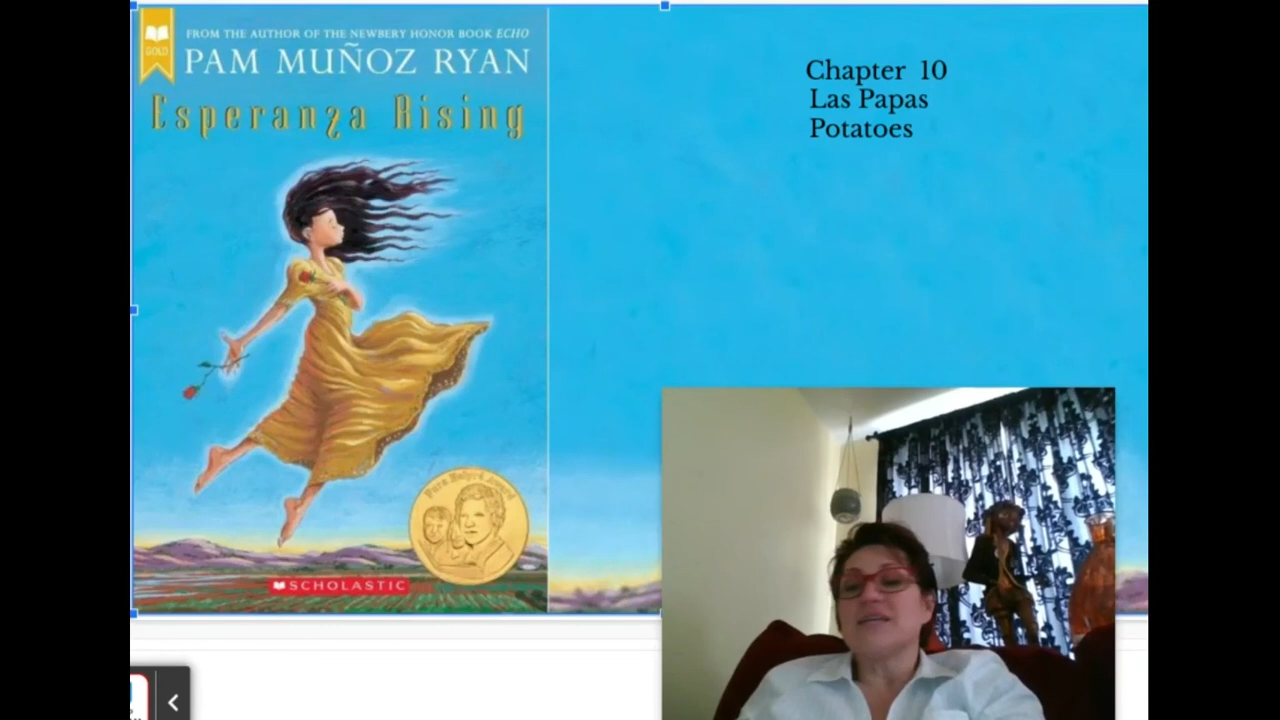 FROM THE AUTHOR OF THE NEWBERY HONOR BOOK ECHO
GOLD
PAM MUÑOZ RYAN
Esperanza Rising
Pura Belpré Award
SCHOLASTIC
Chapter 10
Las Papas
Potatoes